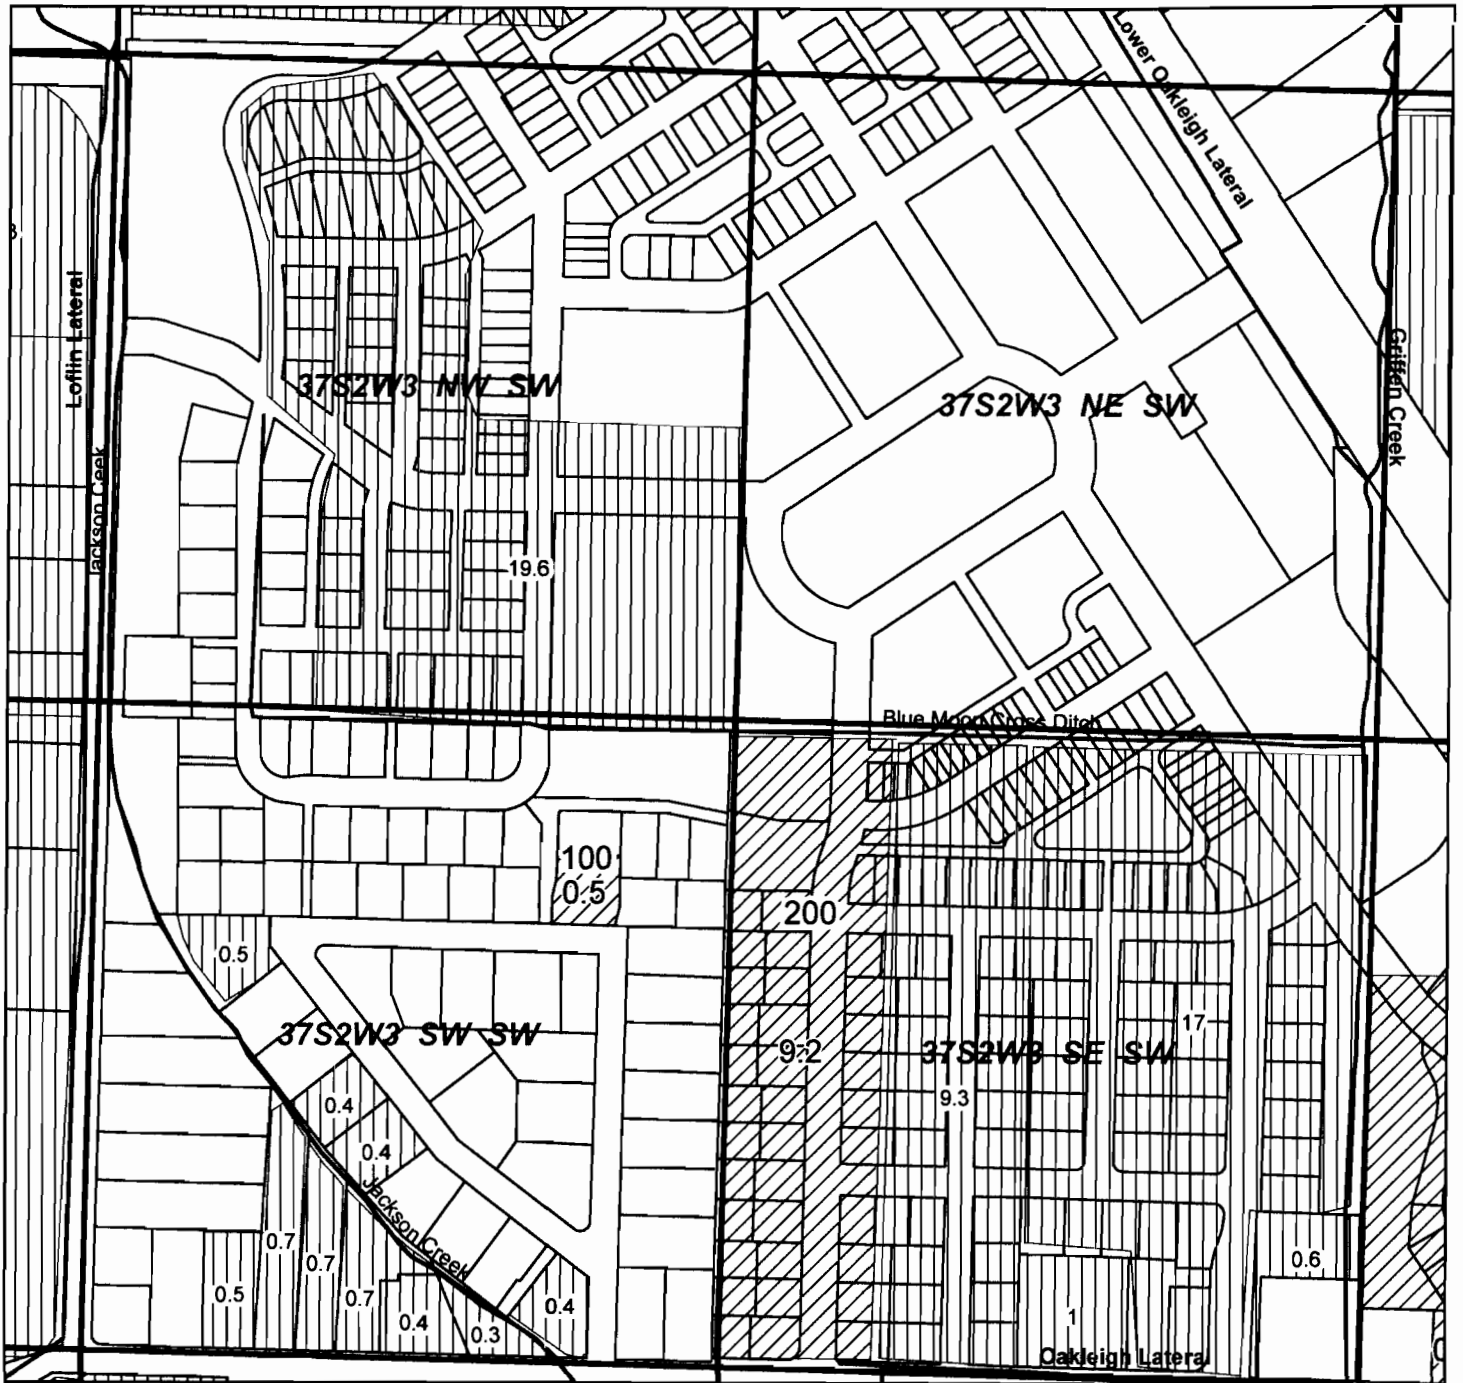 Lower Oakleigh Lateral
Loflin Lateral
Jackson Ceek
37S2W3 NW SW
37S2W3 NE SW
Griffen Creek
19.6
Blue Moon Cross Ditch
100
0.5
200
0.5
37S2W3 SW SW
9.2
37S2W3 SE SW
17
9.3
0.4
0.4
Jackson Creek
0.7
0.7
0.7
0.5
0.4
0.3
0.4
0.6
1
Oakleigh Lateral